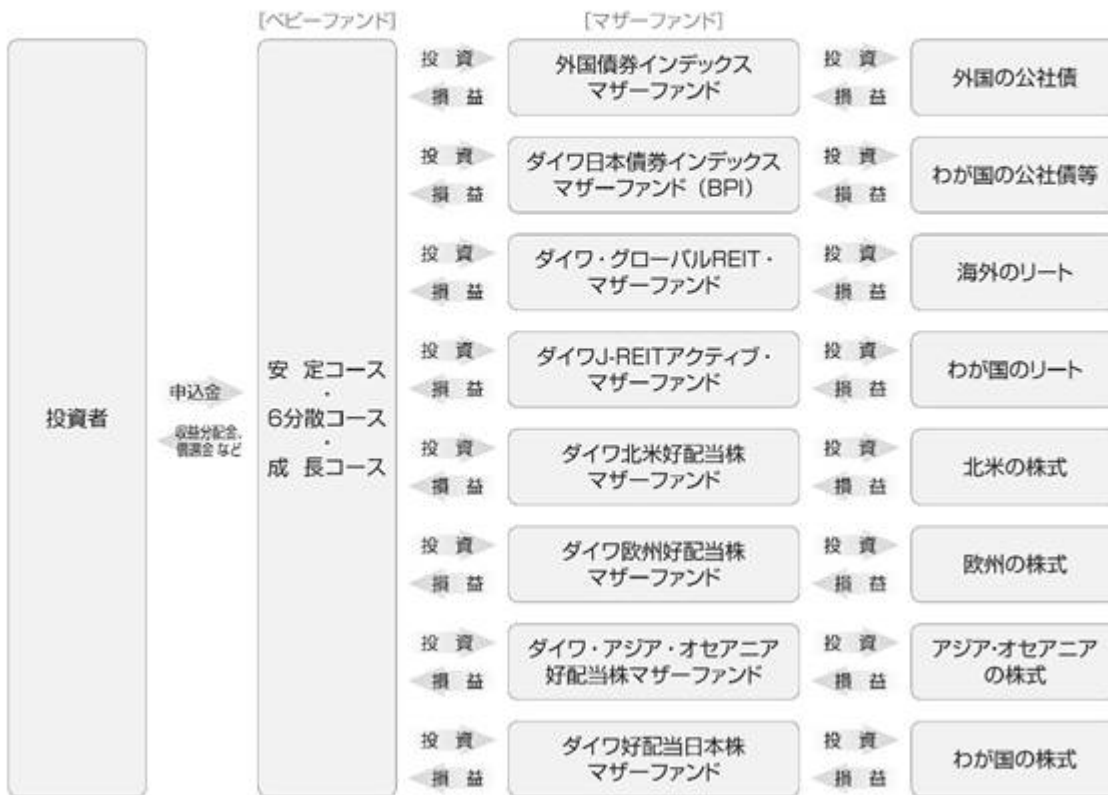 [ベビーファンド]
[マザーファンド]
投資者
申込金
収益分配金、
償還金 など
安 定コース
・
6分散コース
・
成 長コース
投 資
損 益
外国債券インデックス
マザーファンド
投 資
損 益
外国の公社債
投 資
損 益
ダイワ日本債券インデックス
マザーファンド（BPI）
投 資
損 益
わが国の公社債等
投 資
損 益
ダイワ・グローバルREIT・
マザーファンド
投 資
損 益
海外のリート
投 資
損 益
ダイワJ-REITアクティブ・
マザーファンド
投 資
損 益
わが国のリート
投 資
損 益
ダイワ北米好配当株
マザーファンド
投 資
損 益
北米の株式
投 資
損 益
ダイワ欧州好配当株
マザーファンド
投 資
損 益
欧州の株式
投 資
損 益
ダイワ・アジア・オセアニア
好配当株マザーファンド
投 資
損 益
アジア・オセアニア
の株式
投 資
損 益
ダイワ好配当日本株
マザーファンド
投 資
損 益
わが国の株式